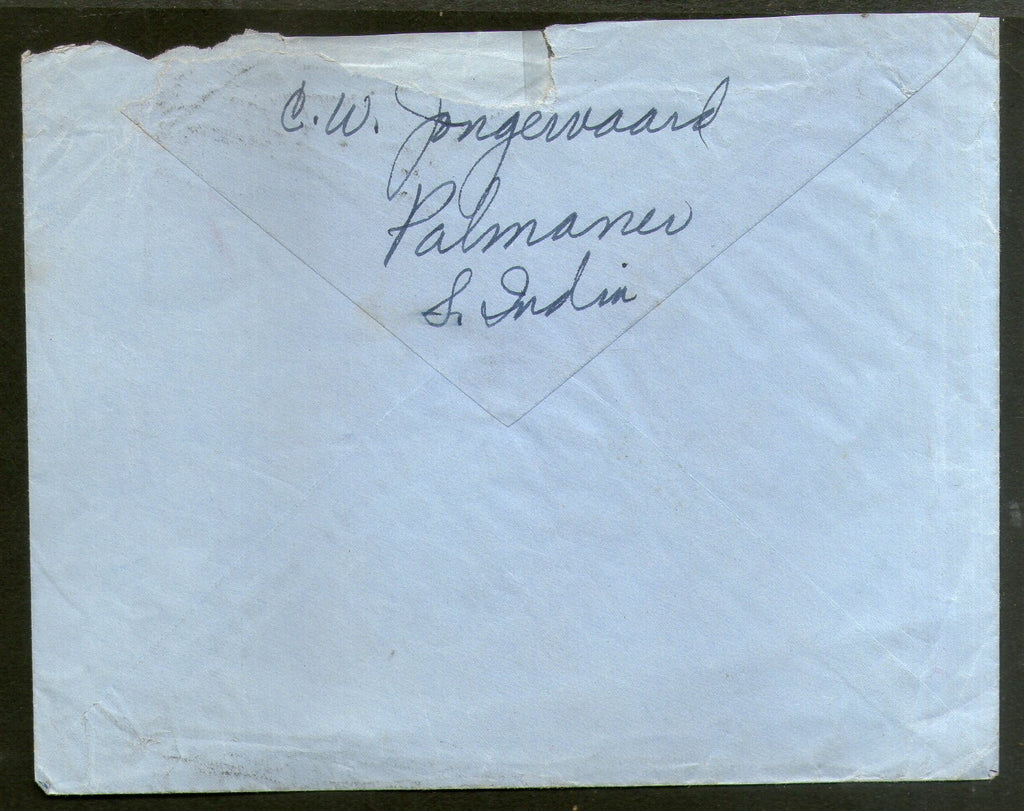 C. W. Jongewaard
Palmaner
S. India